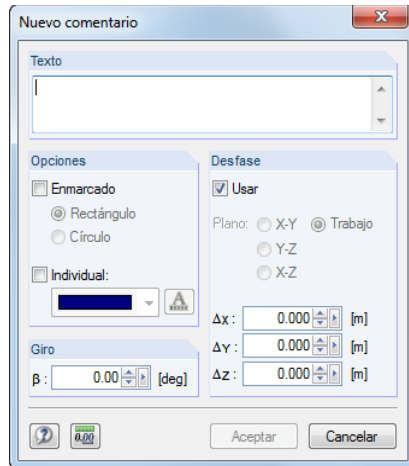 Nuevo comentario
Texto
Opciones
Enmarcado
Rectángulo
Círculo
Individual:
A
Giro
β : 0.00 [deg]
Desfase
Usar
Plano: X-Y Trabajo
Y-Z
X-Z
ΔX : 0.000 [m]
ΔY : 0.000 [m]
ΔZ : 0.000 [m]
? 0.00 Aceptar Cancelar